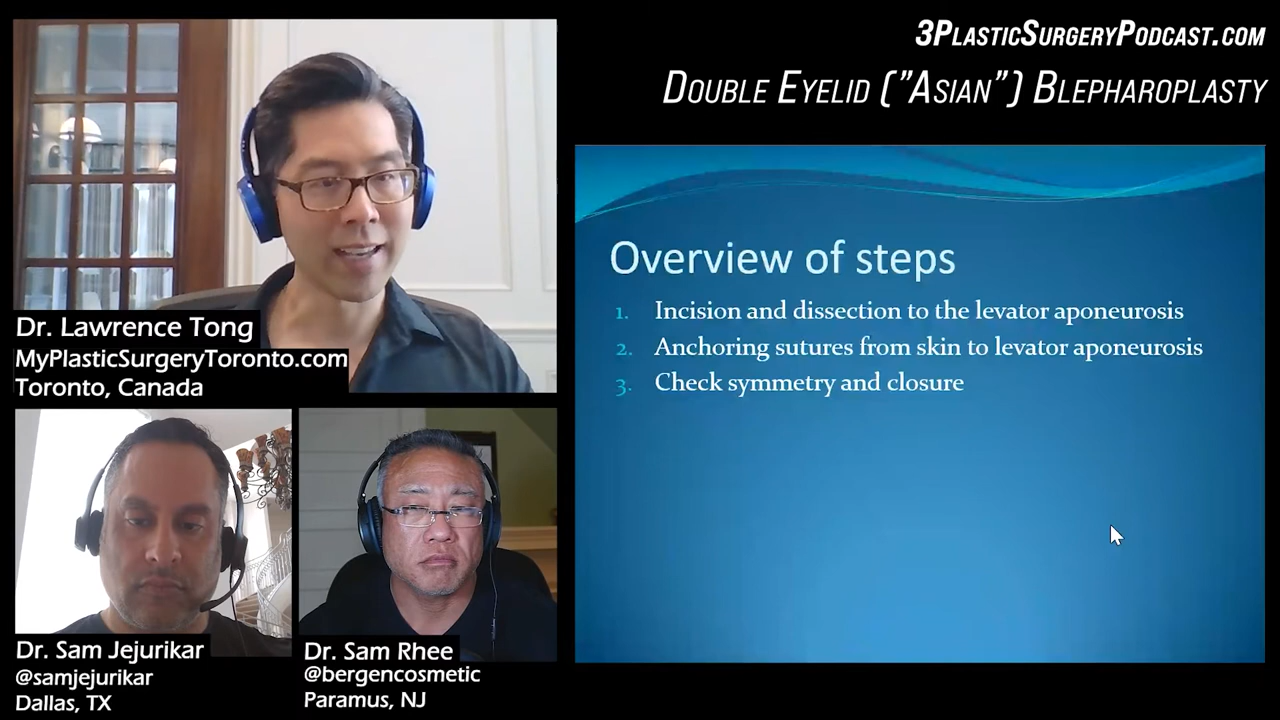 3PlasticSurgeryPodcast.com
Double Eyelid ("Asian") Blepharoplasty
Dr. Lawrence Tong
MyPlasticSurgeryToronto.com
Toronto, Canada
Dr. Sam Jejurikar
@samjejurikar
Dallas, TX
Dr. Sam Rhee
@bergencosmetic
Paramus, NJ
Overview of steps
1. Incision and dissection to the levator aponeurosis
2. Anchoring sutures from skin to levator aponeurosis
3. Check symmetry and closure